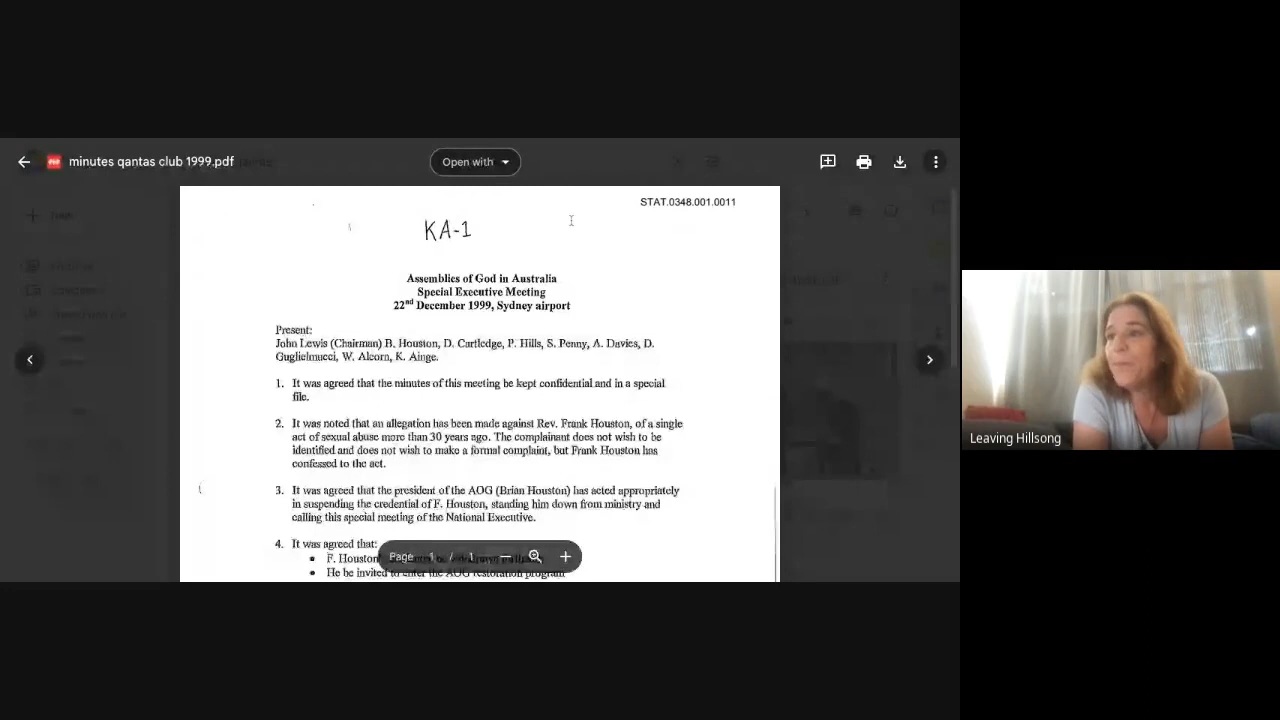 minutes qantas club 1999.pdf
Open with
STAT.0348.001.0011
KA-1
Assemblies of God in Australia
Special Executive Meeting
22nd December 1999, Sydney airport
Present:
John Lewis (Chairman) B. Houston, D. Cartledge, P. Hills, S. Penny, A. Davies, D.
Guglielmucci, W. Alcorn, K. Ainge.
1. It was agreed that the minutes of this meeting be kept confidential and in a special
file.
2. It was noted that an allegation has been made against Rev. Frank Houston, of a single
act of sexual abuse more than 30 years ago. The complainant does not wish to be
identified and does not wish to make a formal complaint, but Frank Houston has
confessed to the act.
3. It was agreed that the president of the AOG (Brian Houston) has acted appropriately
in suspending the credential of F. Houston, standing him down from ministry and
calling this special meeting of the National Executive.
4. It was agreed that:
• F. Houston
• He be invited to enter the AOG restoration program
Page 1 / 1
Leaving Hillsong